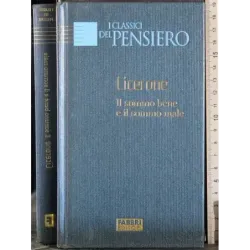 I CLASSICI
DEL PENSIERO
Cicerone
Il sommo bene
e il sommo male
FABBRI
EDITORI